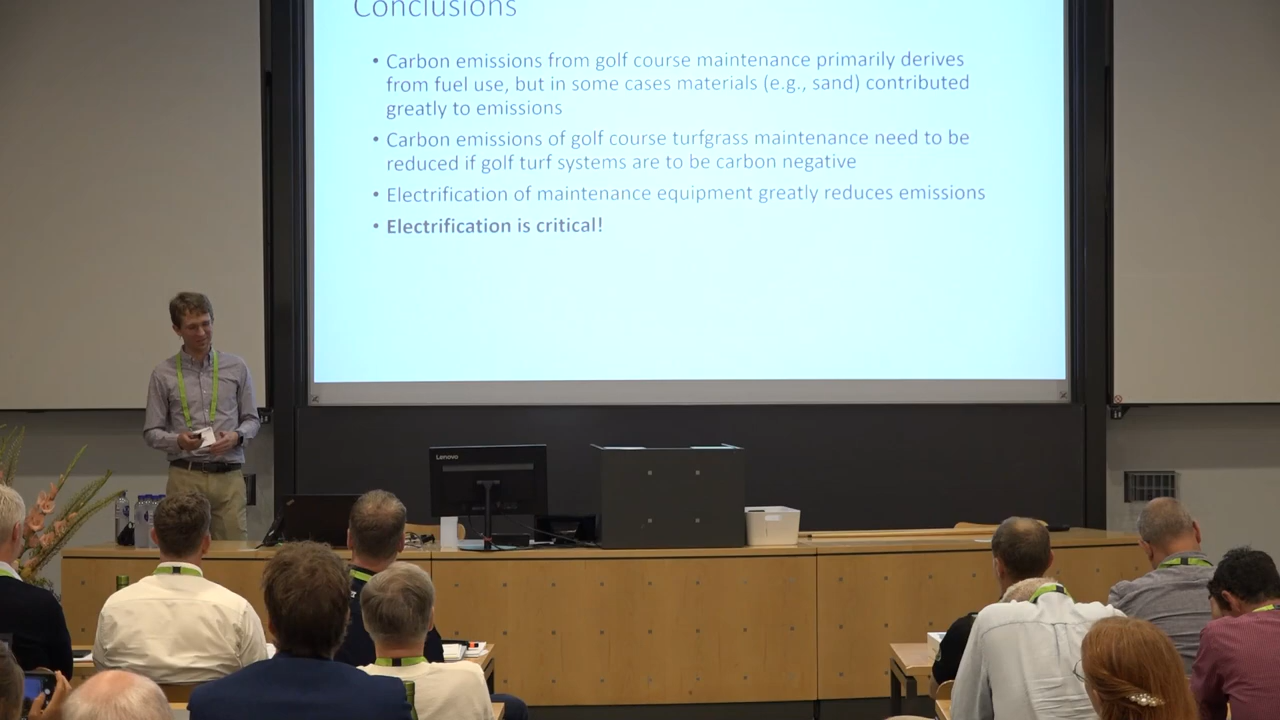 Conclusions
• Carbon emissions from golf course maintenance primarily derives
from fuel use, but in some cases materials (e.g., sand) contributed
greatly to emissions
• Carbon emissions of golf course turfgrass maintenance need to be
reduced if golf turf systems are to be carbon negative
• Electrification of maintenance equipment greatly reduces emissions
• Electrification is critical!
Lenovo